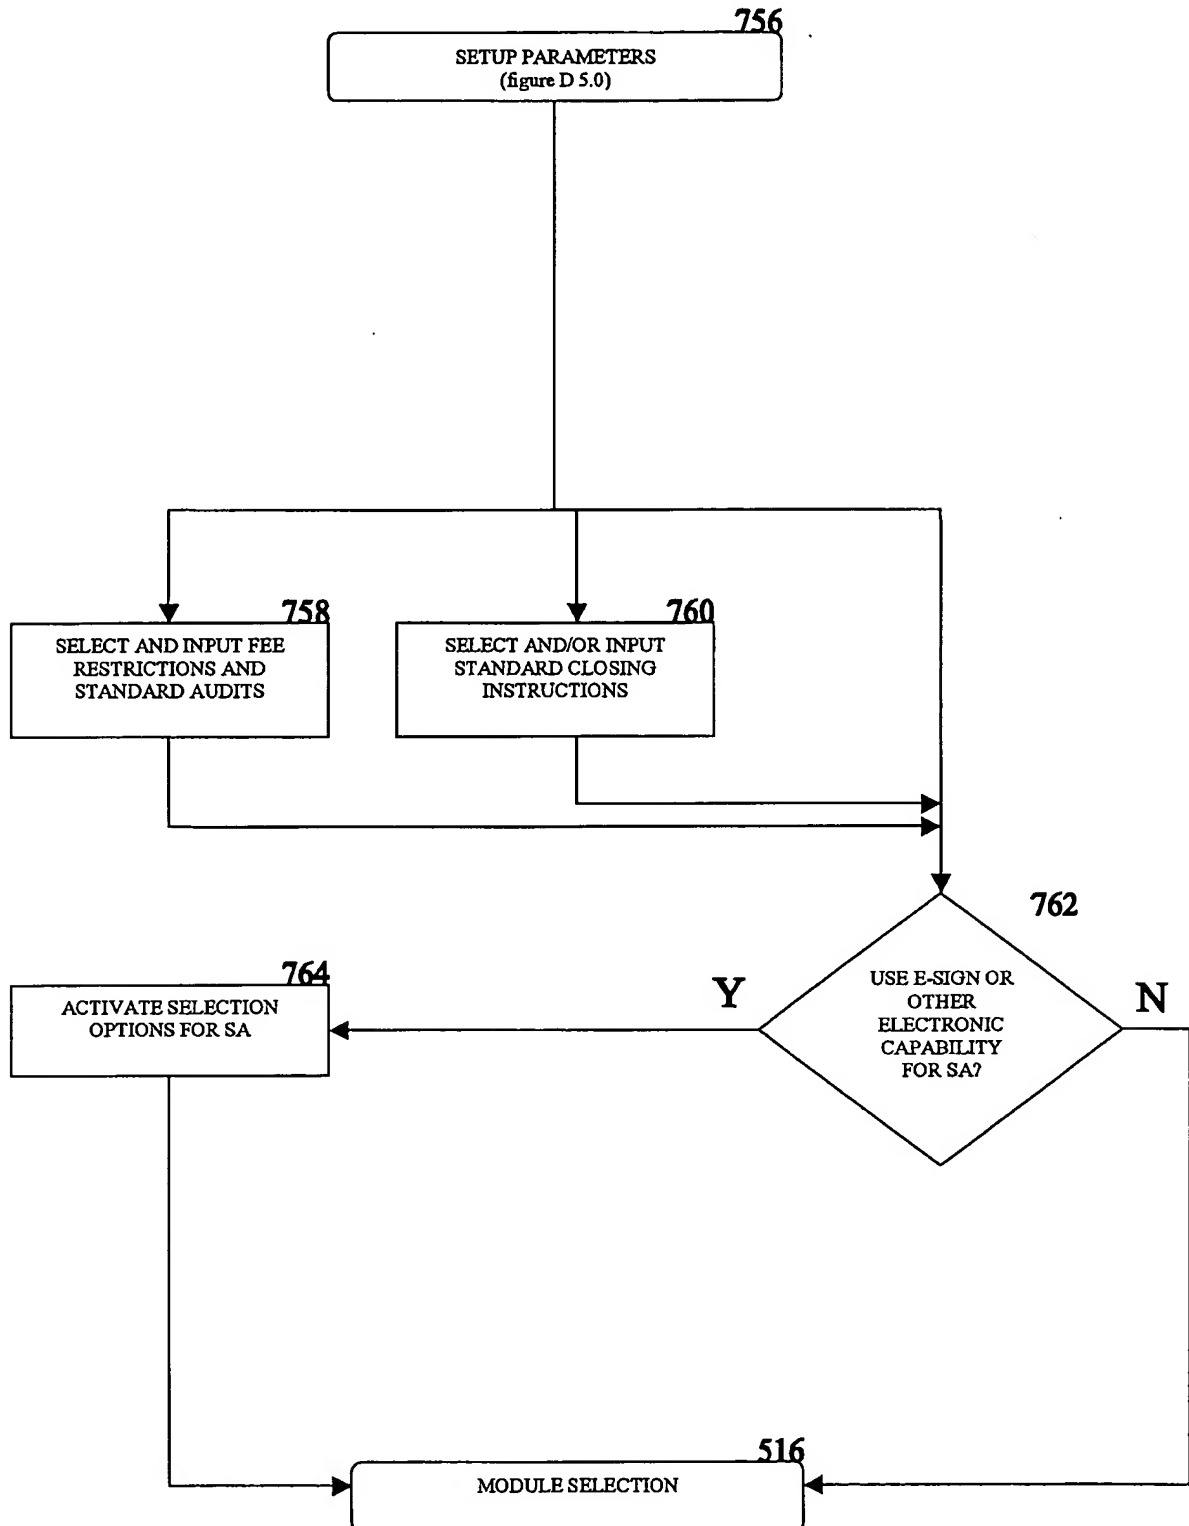 756
SETUP PARAMETERS
(figure D 5.0)
758
SELECT AND INPUT FEE
RESTRICTIONS AND
STANDARD AUDITS
760
SELECT AND/OR INPUT
STANDARD CLOSING
INSTRUCTIONS
762
USE E-SIGN OR
OTHER
ELECTRONIC
CAPABILITY
FOR SA?
Y
N
764
ACTIVATE SELECTION
OPTIONS FOR SA
516
MODULE SELECTION